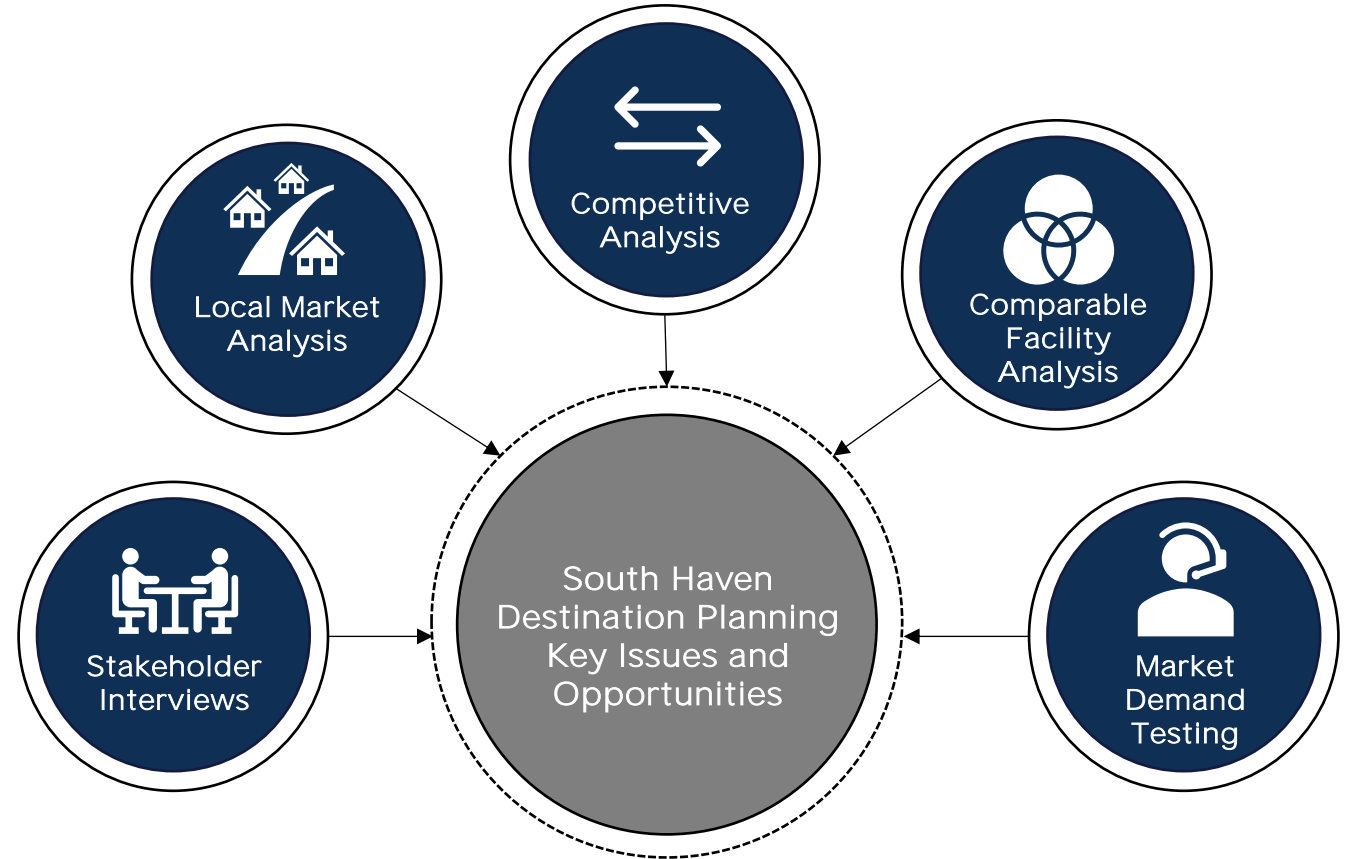 Competitive
Analysis
Local Market
Analysis
Comparable
Facility
Analysis
Stakeholder
Interviews
South Haven
Destination Planning
Key Issues and
Opportunities
Market
Demand
Testing